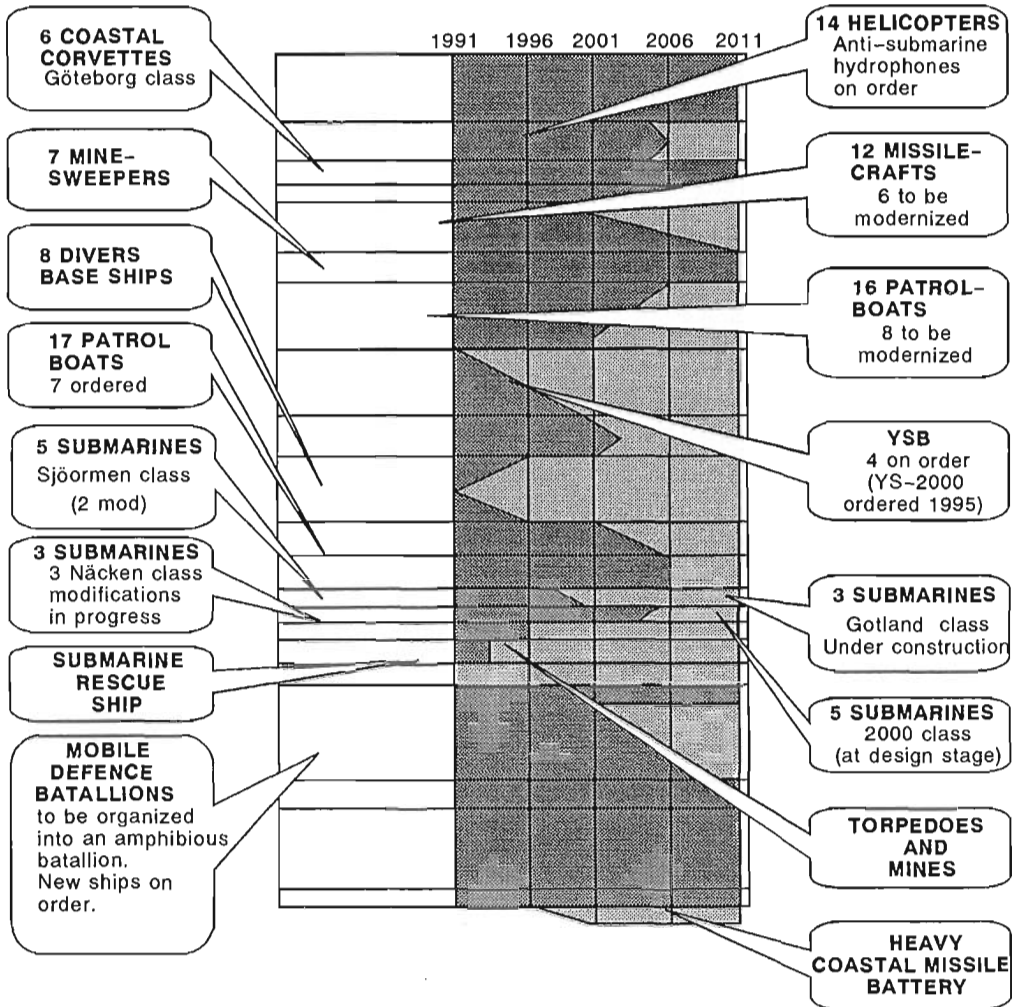 6 COASTAL
CORVETTES
Göteborg class
7 MINE-
SWEEPERS
8 DIVERS
BASE SHIPS
17 PATROL
BOATS
7 ordered
5 SUBMARINES
Sjöormen class
(2 mod)
3 SUBMARINES
3 Näcken class
modifications
in progress
SUBMARINE
RESCUE
SHIP
MOBILE
DEFENCE
BATALLIONS
to be organized
into an amphibious
batallion.
New ships on
order.
1991 1996 2001 2006 2011
14 HELICOPTERS
Anti-submarine
hydrophones
on order
12 MISSILE-
CRAFTS
6 to be
modernized
16 PATROL-
BOATS
8 to be
modernized
YSB
4 on order
(YS-2000
ordered 1995)
3 SUBMARINES
Gotland class
Under construction
5 SUBMARINES
2000 class
(at design stage)
TORPEDOES
AND
MINES
HEAVY
COASTAL MISSILE
BATTERY